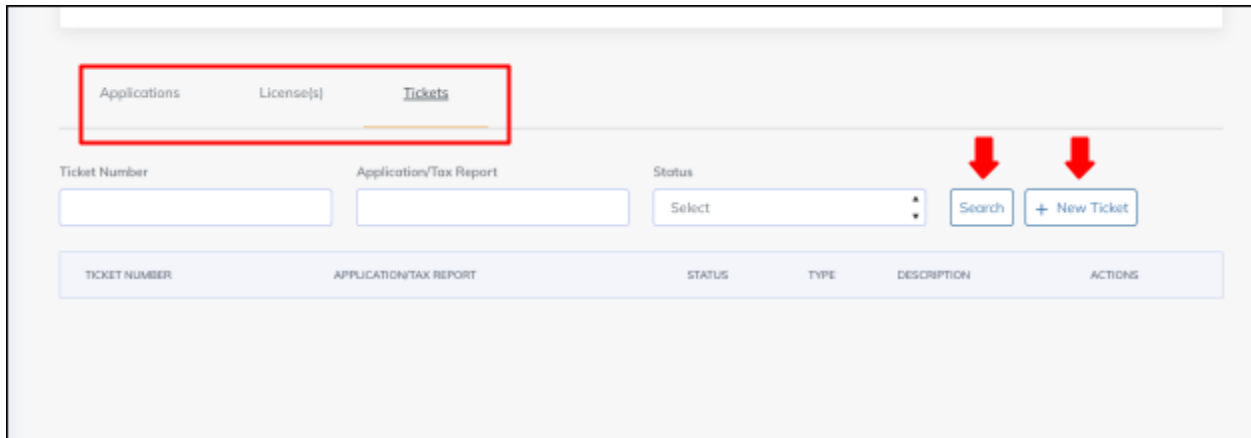 Applications License(s) Tickets
Ticket Number Application/Tax Report Status
Select Search + New Ticket
TICKET NUMBER APPLICATION/TAX REPORT STATUS TYPE DESCRIPTION ACTIONS